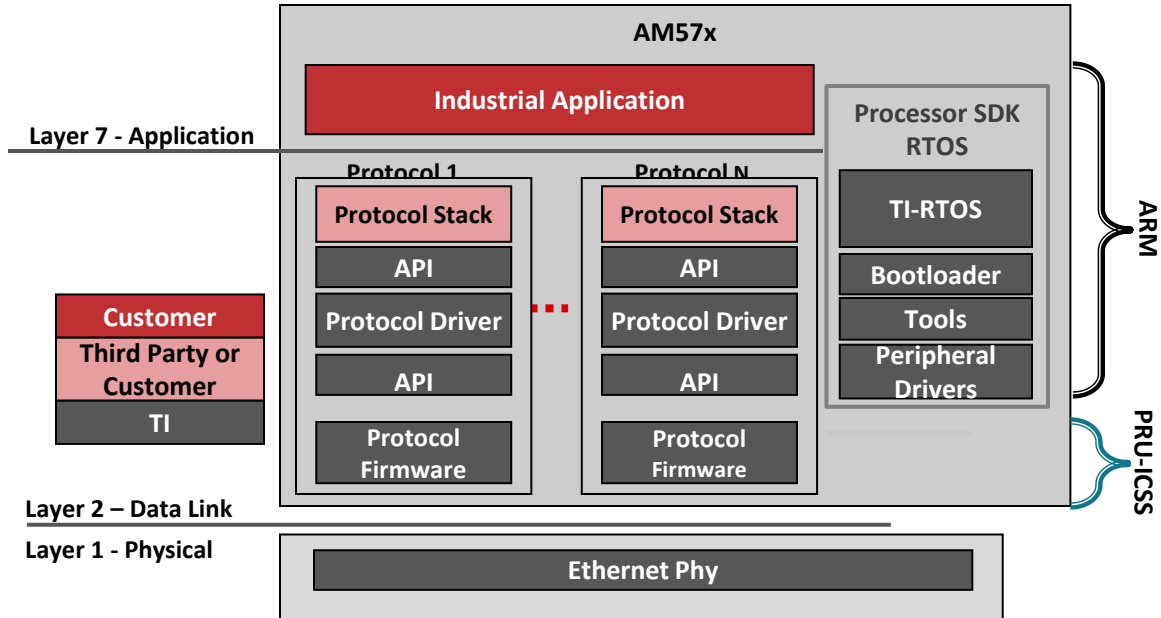 AM57x
Industrial Application
Layer 7 - Application
Protocol 1
Protocol Stack
API
Protocol Driver
API
Protocol
Firmware
Protocol N
Protocol Stack
API
Protocol Driver
API
Protocol
Firmware
Processor SDK
RTOS
TI-RTOS
Bootloader
Tools
Peripheral
Drivers
ARM
PRU-ICSS
Customer
Third Party or
Customer
TI
Layer 2 – Data Link
Layer 1 - Physical
Ethernet Phy